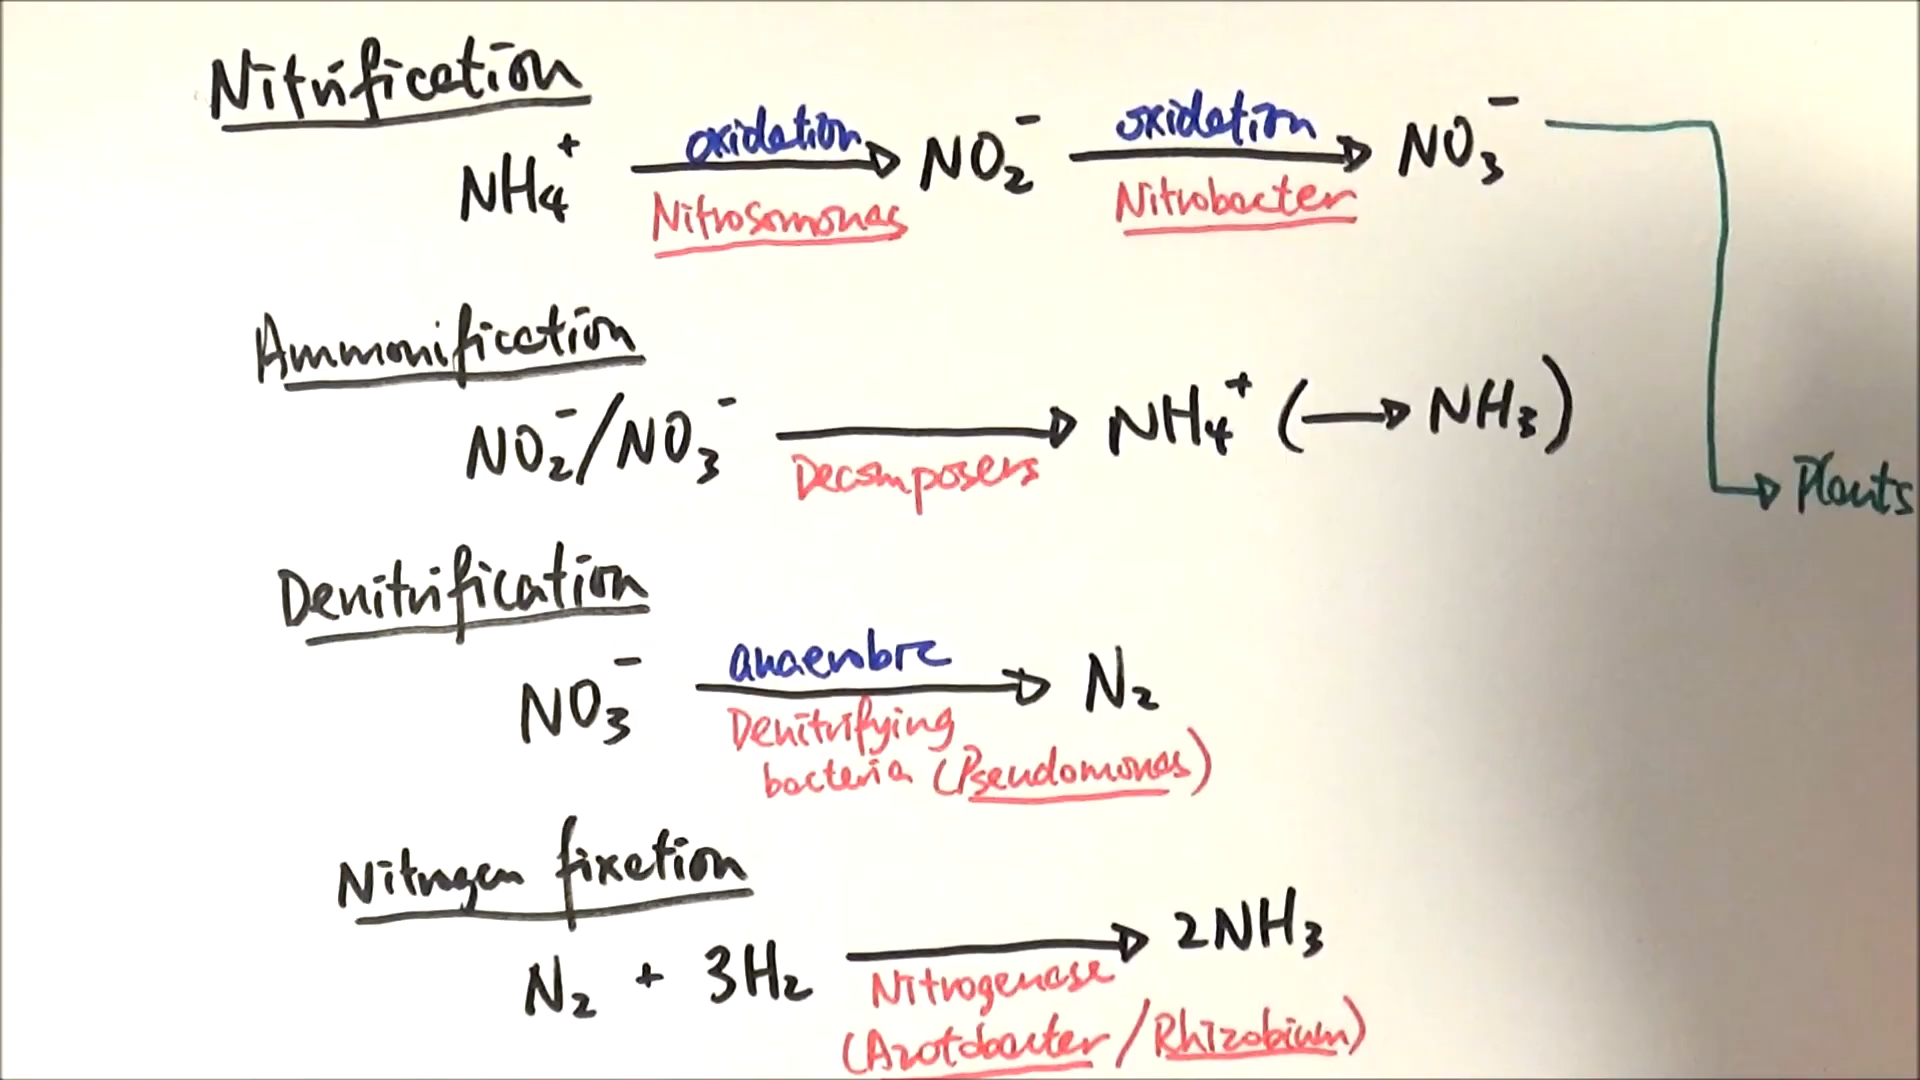 Nitrification
NH₄⁺ oxidation Nitrosomonas NO₂⁻ oxidation Nitrobacter NO₃⁻
Ammonification
NO₂⁻/NO₃⁻ Decomposers NH₄⁺ (→ NH₃)
Plants
Denitrification
NO₃⁻ anaerobic N₂
Denitrifying
bacteria (Pseudomonas)
Nitrogen fixation
N₂ + 3H₂ Nitrogenase 2NH₃
(Azotobacter / Rhizobium)